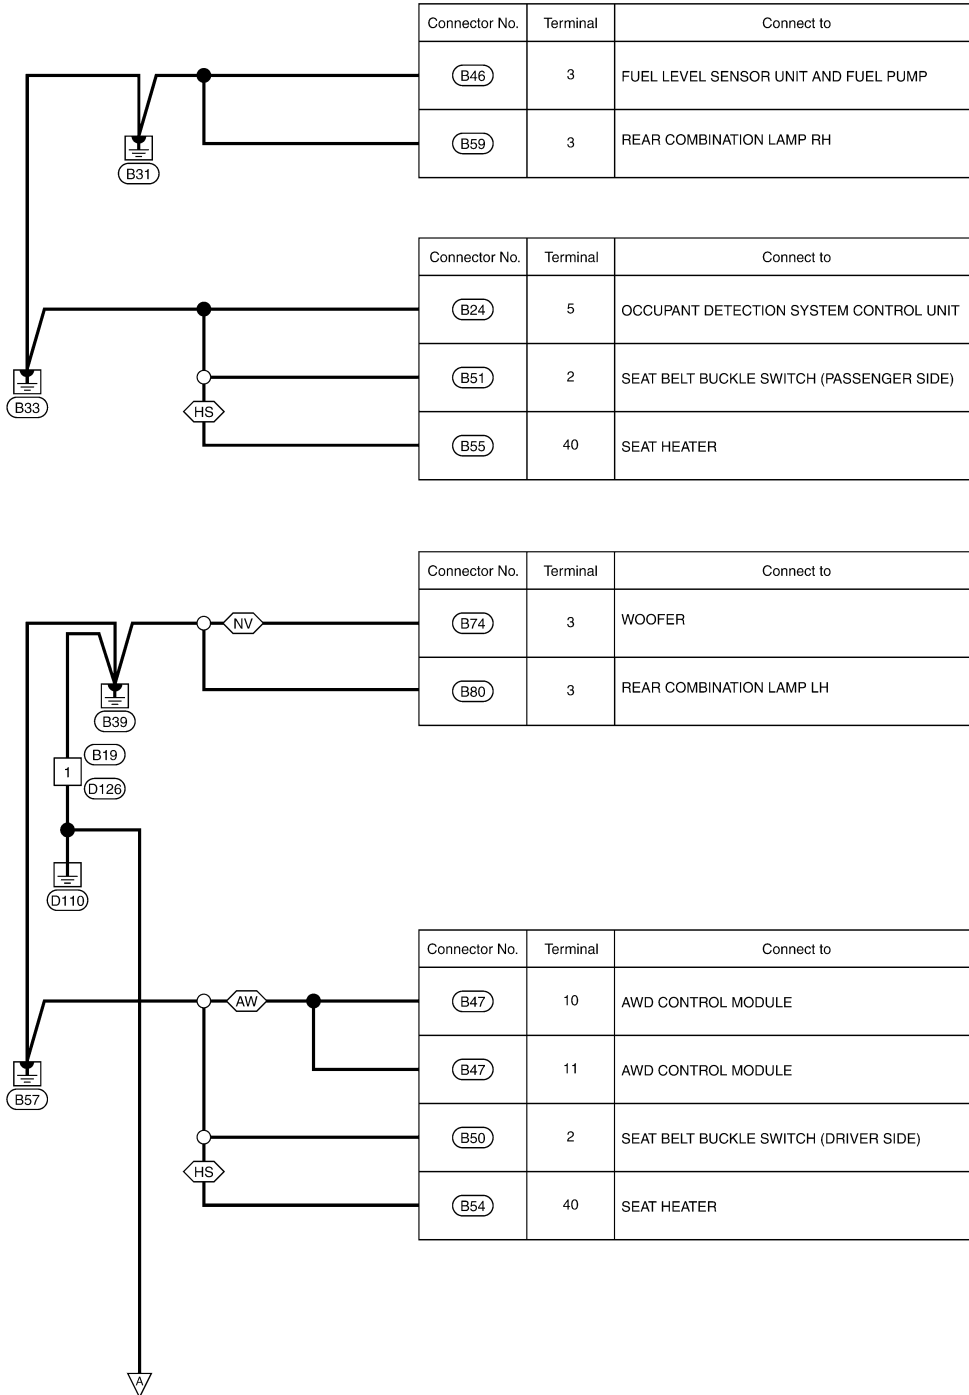 Connector No. Terminal Connect to
B46 3 FUEL LEVEL SENSOR UNIT AND FUEL PUMP
B59 3 REAR COMBINATION LAMP RH
B31
Connector No. Terminal Connect to
B24 5 OCCUPANT DETECTION SYSTEM CONTROL UNIT
B51 2 SEAT BELT BUCKLE SWITCH (PASSENGER SIDE)
B33
HS
B55 40 SEAT HEATER
Connector No. Terminal Connect to
NV
B74 3 WOOFER
B80 3 REAR COMBINATION LAMP LH
B39
B19
1
D126
D110
Connector No. Terminal Connect to
AW
B47 10 AWD CONTROL MODULE
B47 11 AWD CONTROL MODULE
B57
B50 2 SEAT BELT BUCKLE SWITCH (DRIVER SIDE)
HS
B54 40 SEAT HEATER
A